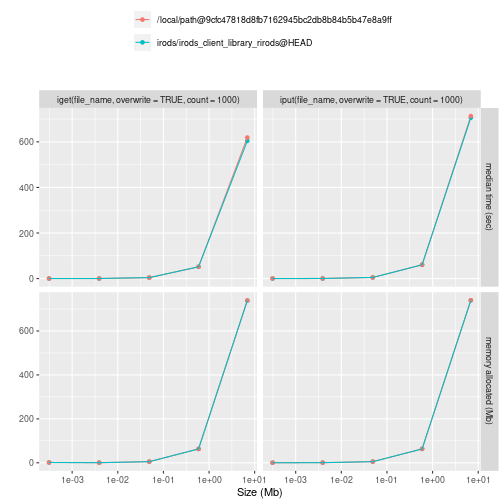 /local/path@9cfc47818d8fb7162945bc2db8b84b5b47e8a9ff
irods/irods_client_library_rirods@HEAD
iget(file_name, overwrite = TRUE, count = 1000)
iput(file_name, overwrite = TRUE, count = 1000)
600
400
200
0
median time (sec)
600
400
200
0
memory allocated (Mb)
1e-03 1e-02 1e-01 1e+00 1e+01 1e-03 1e-02 1e-01 1e+00 1e+01
Size (Mb)